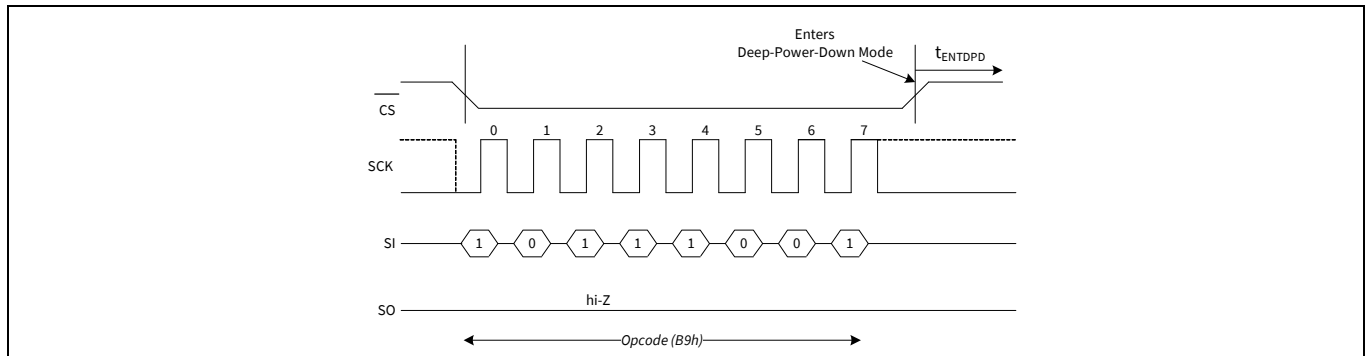 Enters
Deep-Power-Down Mode
tENTDPD
CS
0 1 2 3 4 5 6 7
SCK
SI 1 0 1 1 1 0 0 1
hi-Z
SO
Opcode (B9h)